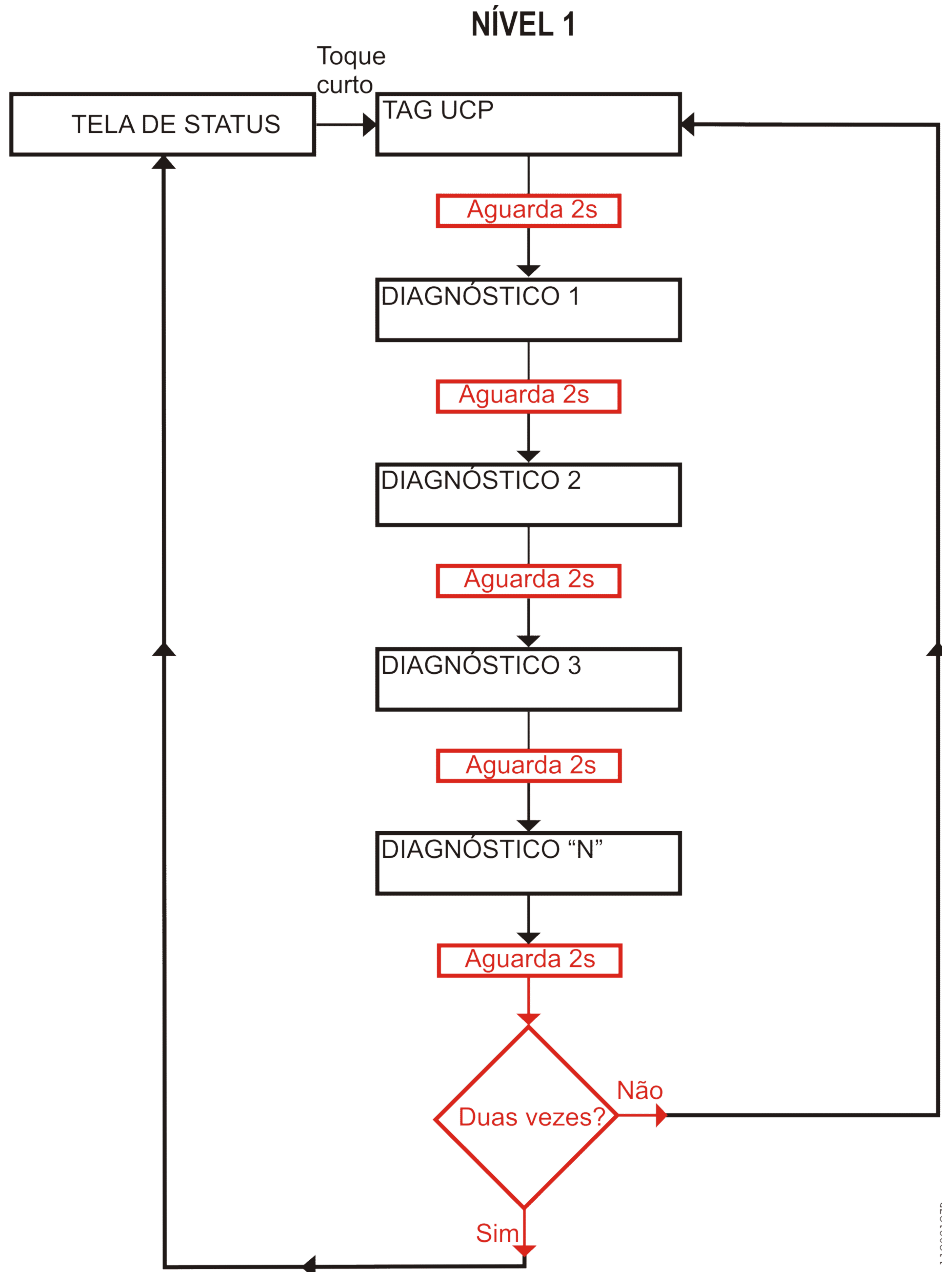 NÍVEL 1
Toque
curto
TELA DE STATUS
TAG UCP
Aguarda 2s
DIAGNÓSTICO 1
Aguarda 2s
DIAGNÓSTICO 2
Aguarda 2s
DIAGNÓSTICO 3
Aguarda 2s
DIAGNÓSTICO “N”
Aguarda 2s
Não
Duas vezes?
Sim